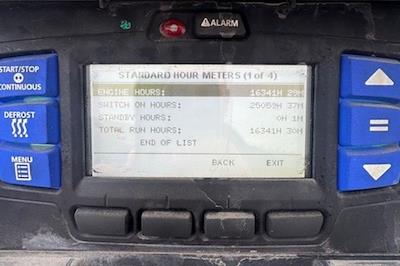 ALARM
START/STOP
CONTINUOUS
DEFROST
MENU
STANDARD HOUR METERS (1 of 4)
ENGINE HOURS: 16341H 29M
SWITCH ON HOURS: 25059H 37M
STANDBY HOURS: 0H 1M
TOTAL RUN HOURS: 16341H 30M
END OF LIST
BACK EXIT